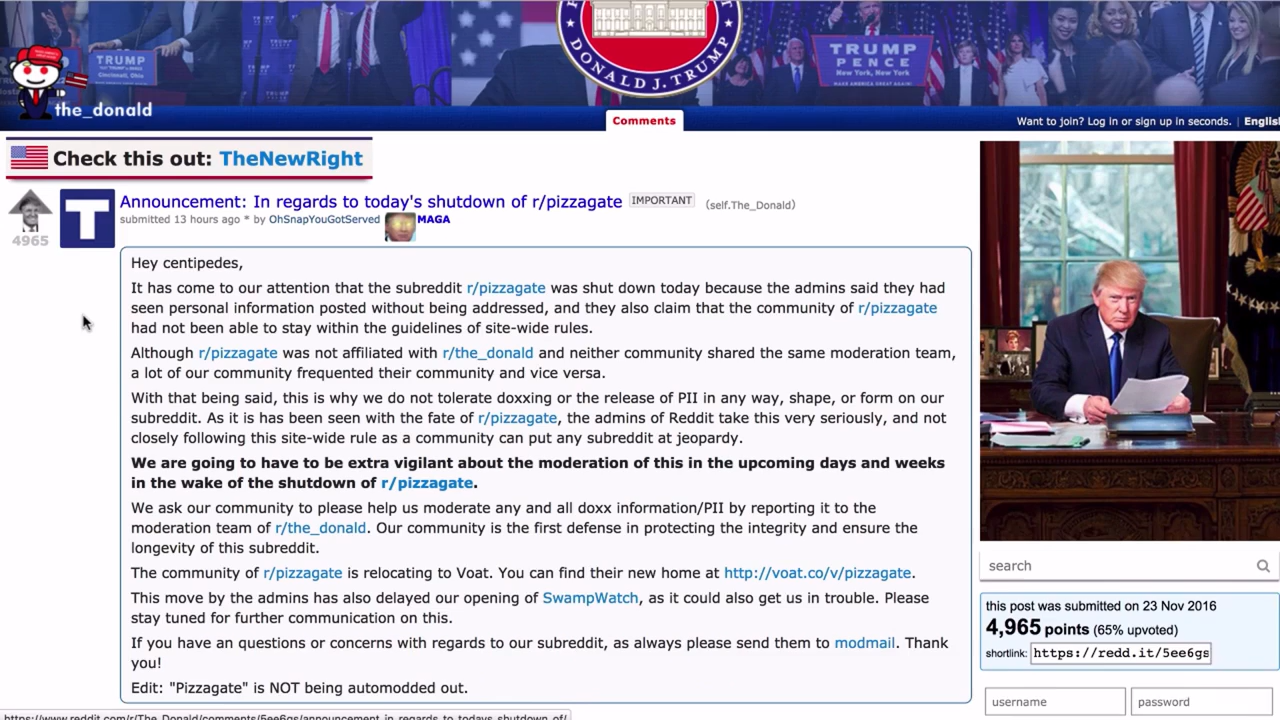 TRUMP
Cincinnati, Ohio
DONALD J. TRUMP
TRUMP
PENCE
New York, New York
the_donald
Comments
Want to join? Log in or sign up in seconds. | English
Check this out: TheNewRight
Announcement: In regards to today's shutdown of r/pizzagate IMPORTANT (self.The_Donald)
submitted 13 hours ago * by OhSnapYouGotServed MAGA
4965
T
Hey centipedes,
It has come to our attention that the subreddit r/pizzagate was shut down today because the admins said they had
seen personal information posted without being addressed, and they also claim that the community of r/pizzagate
had not been able to stay within the guidelines of site-wide rules.
Although r/pizzagate was not affiliated with r/the_donald and neither community shared the same moderation team,
a lot of our community frequented their community and vice versa.
With that being said, this is why we do not tolerate doxxing or the release of PII in any way, shape, or form on our
subreddit. As it is has been seen with the fate of r/pizzagate, the admins of Reddit take this very seriously, and not
closely following this site-wide rule as a community can put any subreddit at jeopardy.
We are going to have to be extra vigilant about the moderation of this in the upcoming days and weeks
in the wake of the shutdown of r/pizzagate.
We ask our community to please help us moderate any and all doxx information/PII by reporting it to the
moderation team of r/the_donald. Our community is the first defense in protecting the integrity and ensure the
longevity of this subreddit.
The community of r/pizzagate is relocating to Voat. You can find their new home at http://voat.co/v/pizzagate.
This move by the admins has also delayed our opening of SwampWatch, as it could also get us in trouble. Please
stay tuned for further communication on this.
If you have an questions or concerns with regards to our subreddit, as always please send them to modmail. Thank
you!
Edit: "Pizzagate" is NOT being automodded out.
search
this post was submitted on 23 Nov 2016
4,965 points (65% upvoted)
shortlink: https://redd.it/5ee6gs
username
password
https://www.reddit.com/r/The_Donald/comments/5ee6gs/announcement_in_regards_to_todays_shutdown_of/